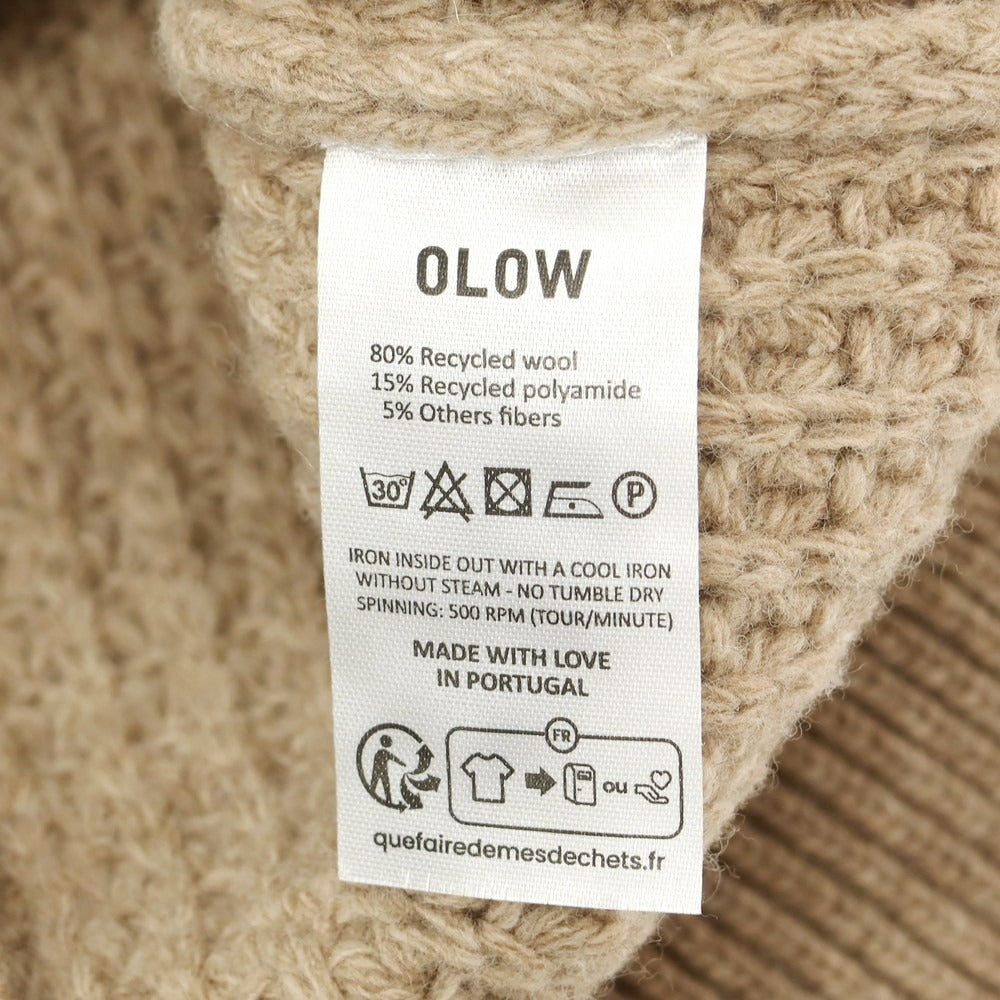 OLOW
80% Recycled wool
15% Recycled polyamide
5% Others fibers
30°
P
IRON INSIDE OUT WITH A COOL IRON
WITHOUT STEAM - NO TUMBLE DRY
SPINNING: 500 RPM (TOUR/MINUTE)
MADE WITH LOVE
IN PORTUGAL
FR
ou
quefairedemesdechets.fr